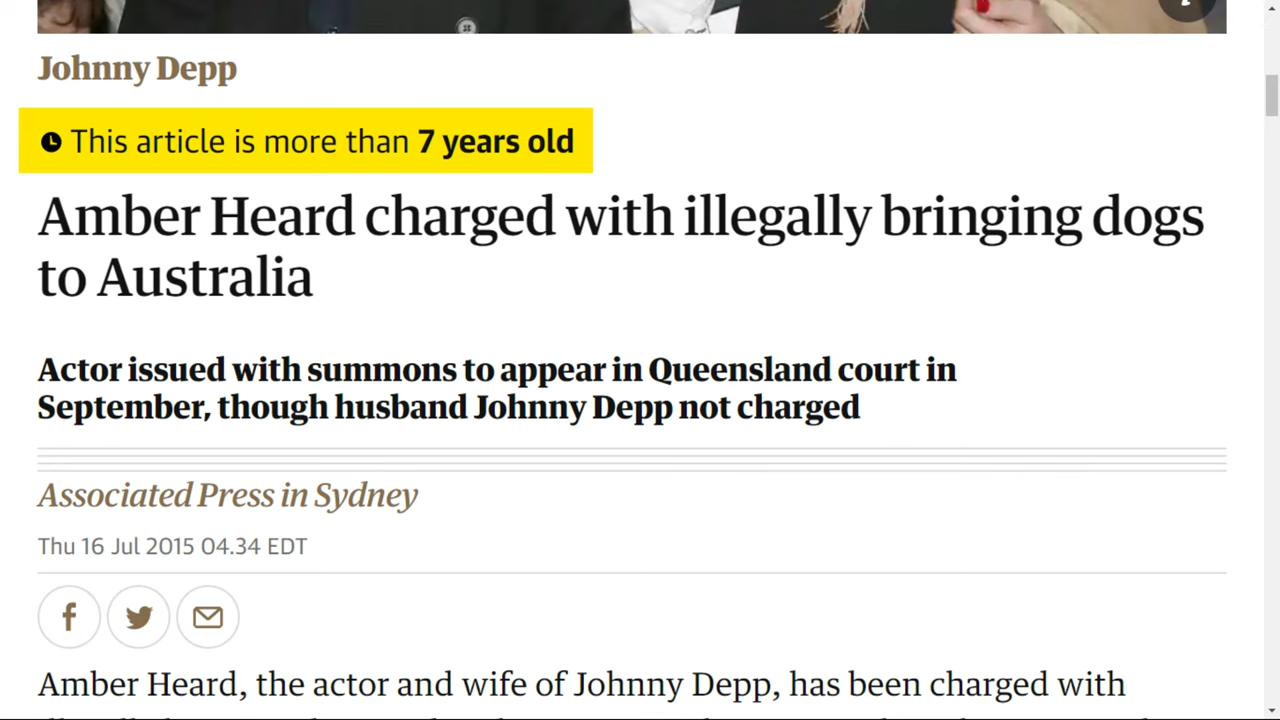 Johnny Depp
This article is more than 7 years old
Amber Heard charged with illegally bringing dogs
to Australia
Actor issued with summons to appear in Queensland court in
September, though husband Johnny Depp not charged
Associated Press in Sydney
Thu 16 Jul 2015 04.34 EDT
Amber Heard, the actor and wife of Johnny Depp, has been charged with